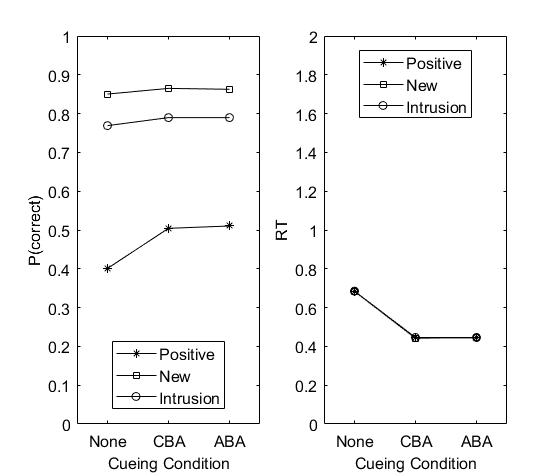 P(correct)
1
0.9
0.8
0.7
0.6
0.5
0.4
0.3
0.2
0.1
0
Positive
New
Intrusion
None CBA ABA
Cueing Condition
RT
2
1.8
1.6
1.4
1.2
1
0.8
0.6
0.4
0.2
0
Positive
New
Intrusion
None CBA ABA
Cueing Condition